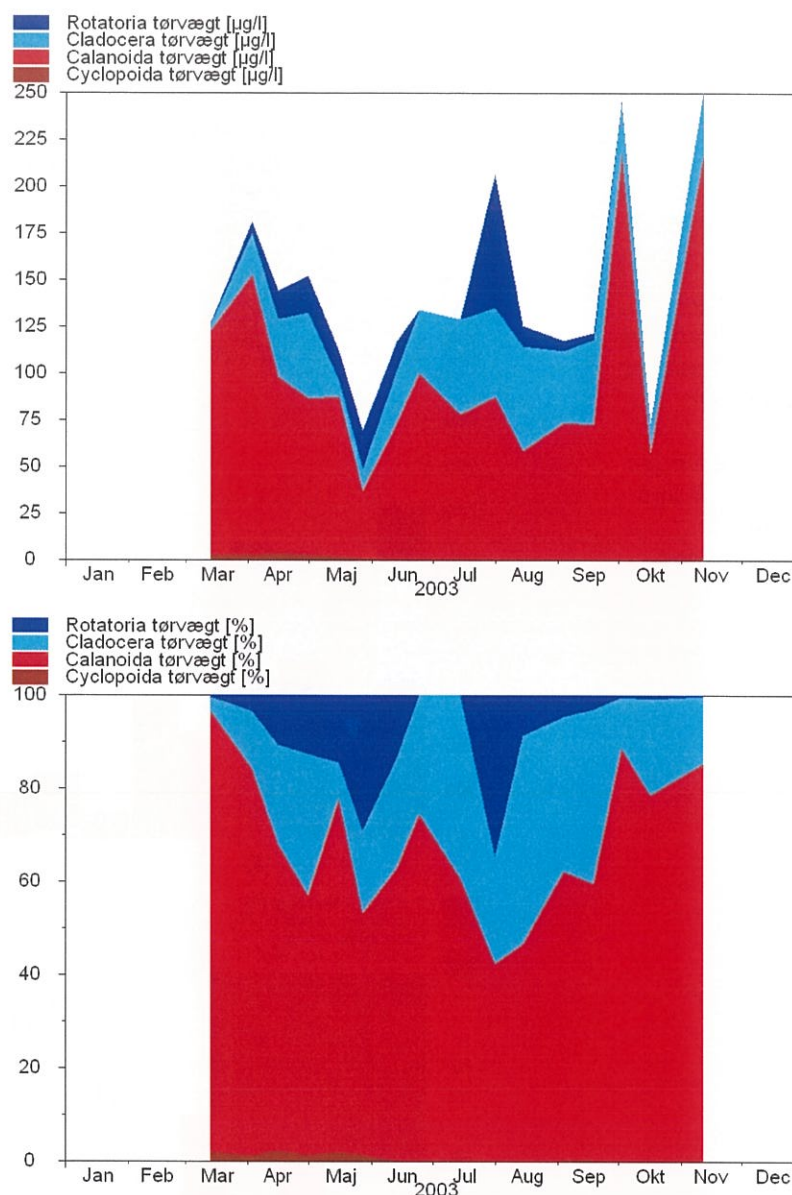 Rotatoria tørvægt [µg/l]
Cladocera tørvægt [µg/l]
Calanoida tørvægt [µg/l]
Cyclopoida tørvægt [µg/l]
250
225
200
175
150
125
100
75
50
25
0
Jan Feb Mar Apr Maj Jun Jul Aug Sep Okt Nov Dec
2003
Rotatoria tørvægt [%]
Cladocera tørvægt [%]
Calanoida tørvægt [%]
Cyclopoida tørvægt [%]
100
80
60
40
20
0
Jan Feb Mar Apr Maj Jun Jul Aug Sep Okt Nov Dec
2003